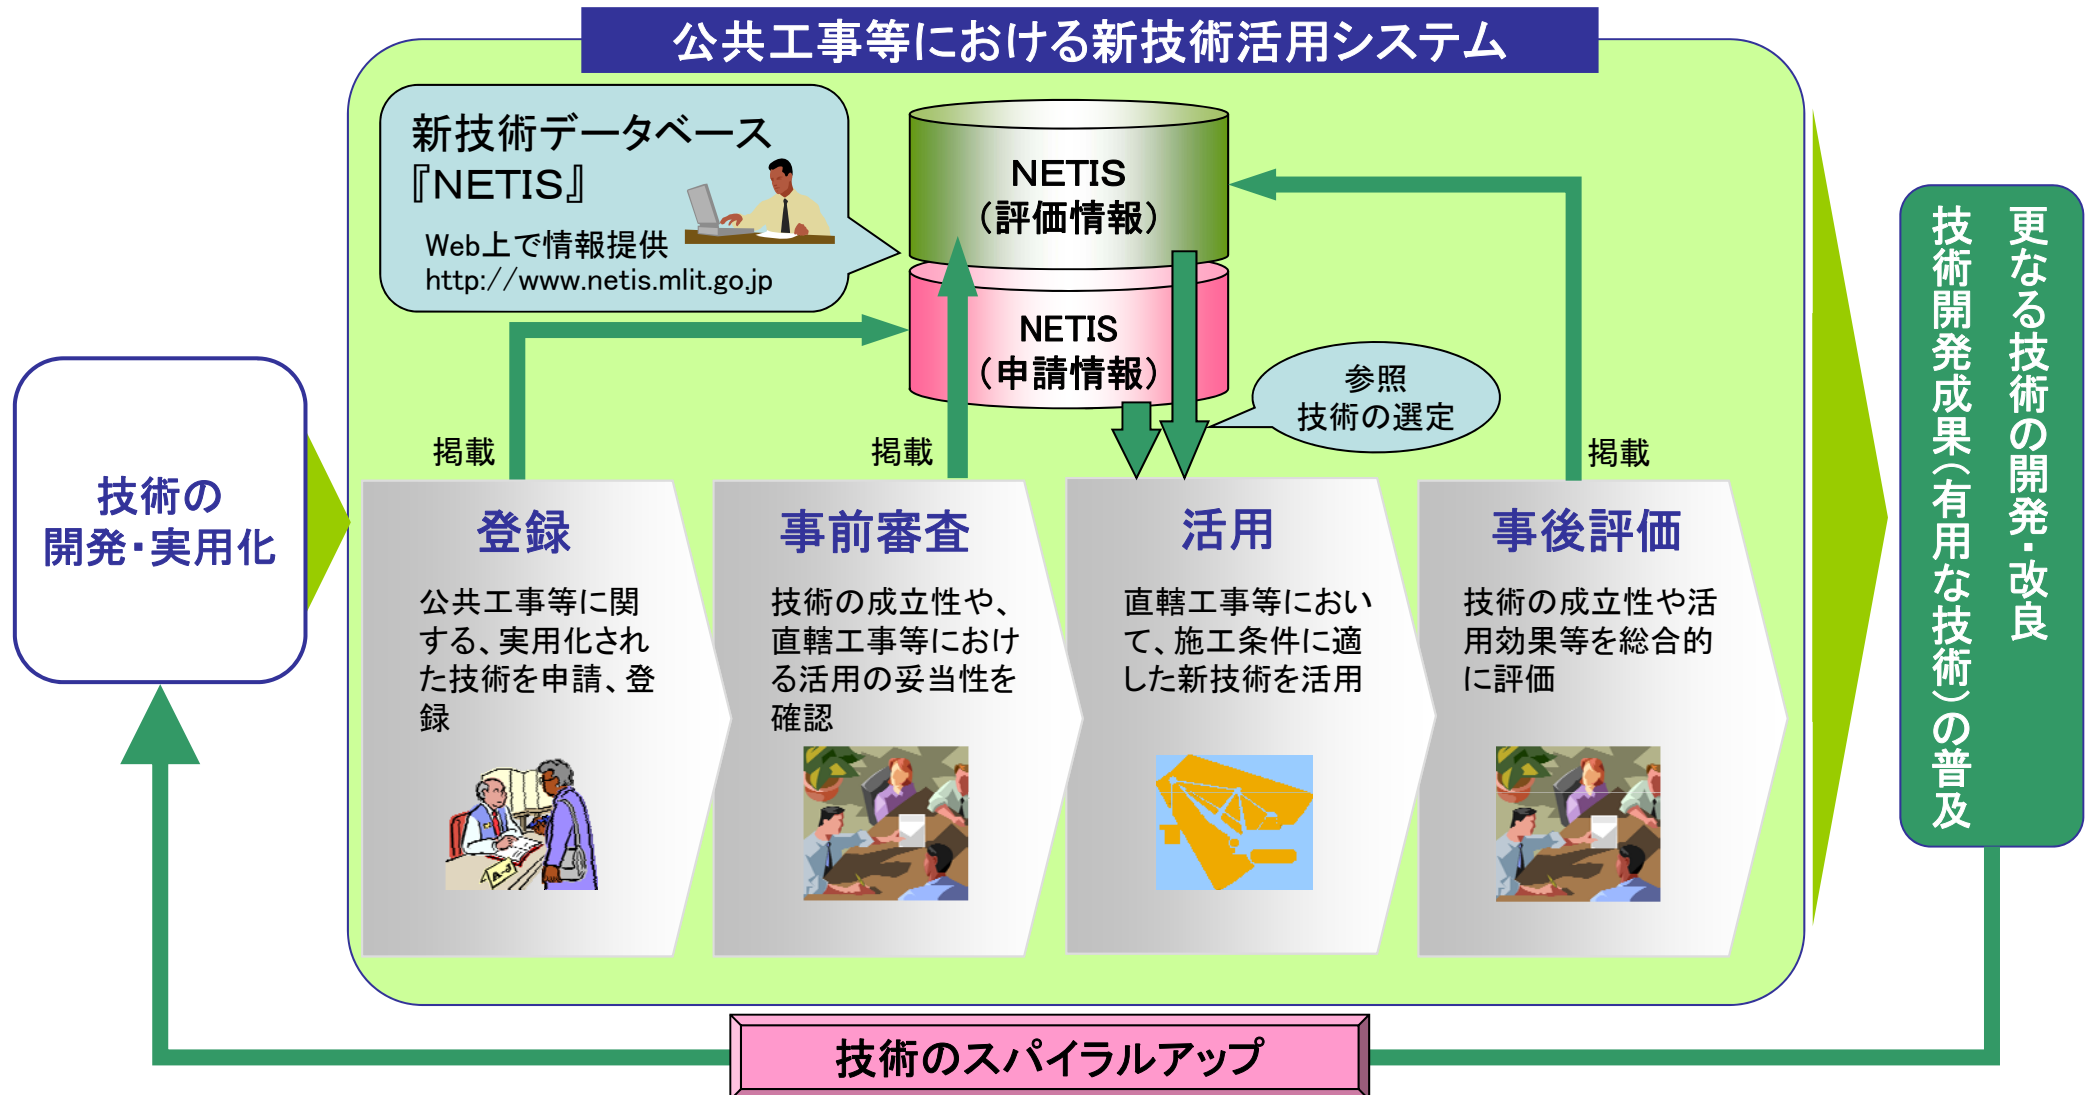 公共工事等における新技術活用システム
新技術データベース
『NETIS』
Web上で情報提供
http://www.netis.mlit.go.jp
NETIS
（評価情報）
NETIS
（申請情報）
参照
技術の選定
掲載
掲載
掲載
技術の
開発・実用化
登録
公共工事等に関
する、実用化され
た技術を申請、登
録
事前審査
技術の成立性や、
直轄工事等におけ
る活用の妥当性を
確認
活用
直轄工事等におい
て、施工条件に適
した新技術を活用
事後評価
技術の成立性や活
用効果等を総合的
に評価
更なる技術の開発・改良
技術開発成果（有用な技術）の普及
技術のスパイラルアップ
A-J